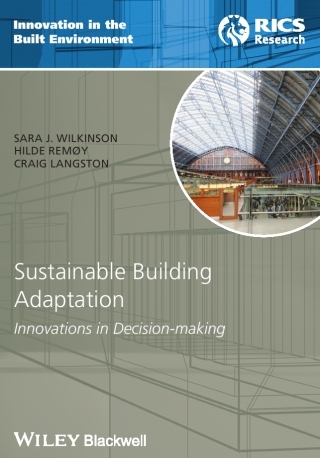 Innovation in the
Built Environment
RICS
Research
SARA J. WILKINSON
HILDE REMØY
CRAIG LANGSTON
Sustainable Building
Adaptation
Innovations in Decision-making
WILEY Blackwell